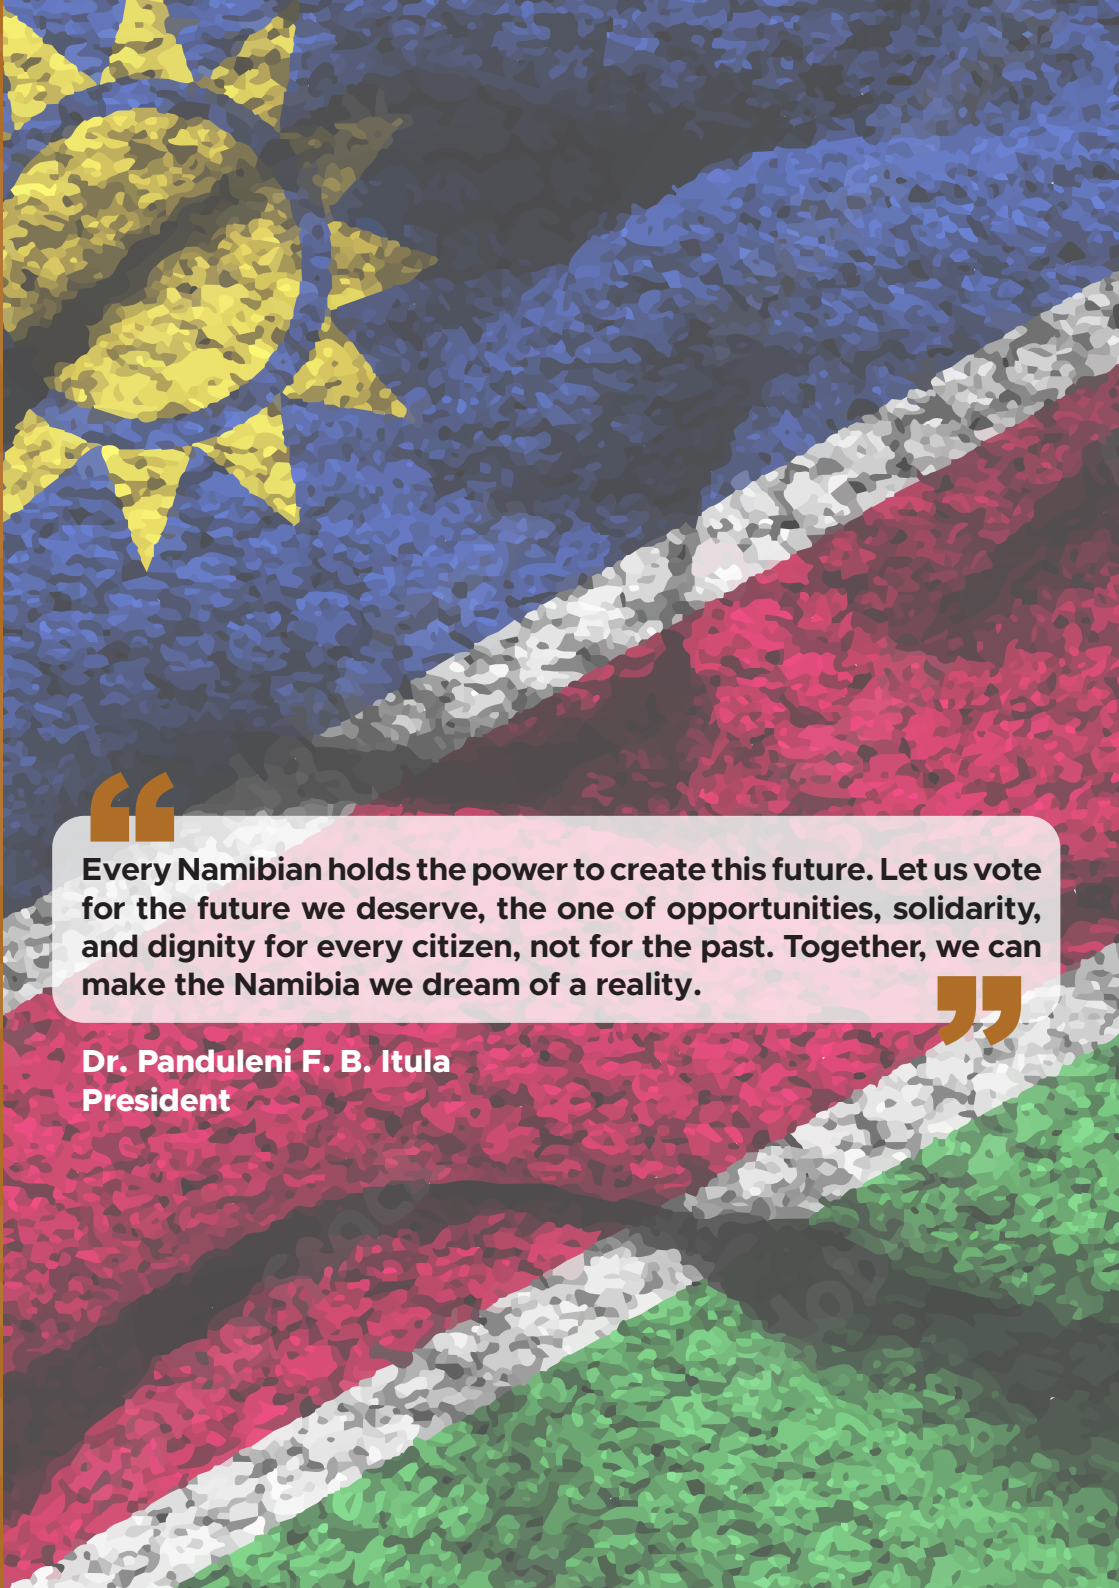 Every Namibian holds the power to create this future. Let us vote
for the future we deserve, the one of opportunities, solidarity,
and dignity for every citizen, not for the past. Together, we can
make the Namibia we dream of a reality.
Dr. Panduleni F. B. Itula
President